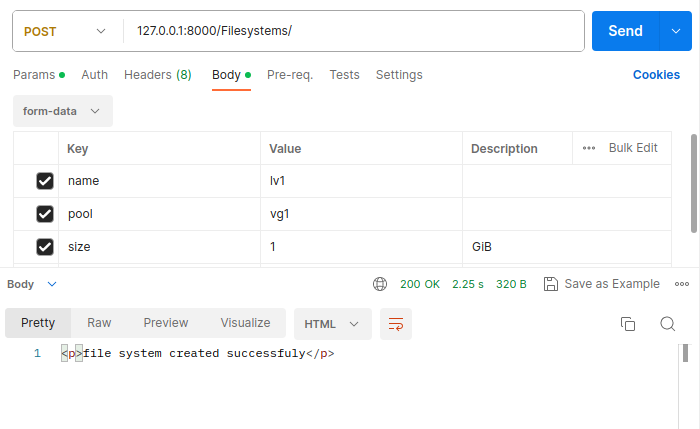 POST 127.0.0.1:8000/Filesystems/ Send
Params Auth Headers (8) Body Pre-req. Tests Settings Cookies
form-data
Key Value Description ••• Bulk Edit
name lv1
pool vg1
size 1 GiB
Body 200 OK 2.25 s 320 B Save as Example •••
Pretty Raw Preview Visualize HTML
1 <p>file system created successfuly</p>